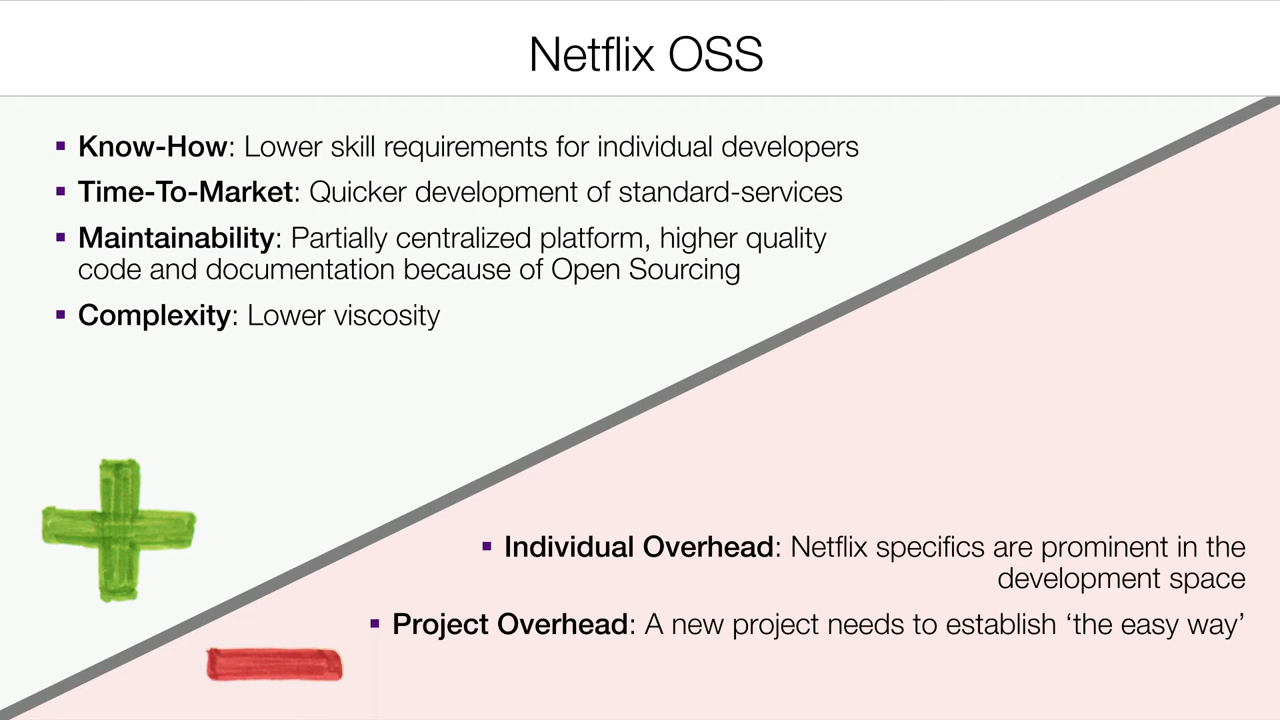 Netflix OSS
▪ Know-How: Lower skill requirements for individual developers
▪ Time-To-Market: Quicker development of standard-services
▪ Maintainability: Partially centralized platform, higher quality
code and documentation because of Open Sourcing
▪ Complexity: Lower viscosity
▪ Individual Overhead: Netflix specifics are prominent in the
development space
▪ Project Overhead: A new project needs to establish ‘the easy way’